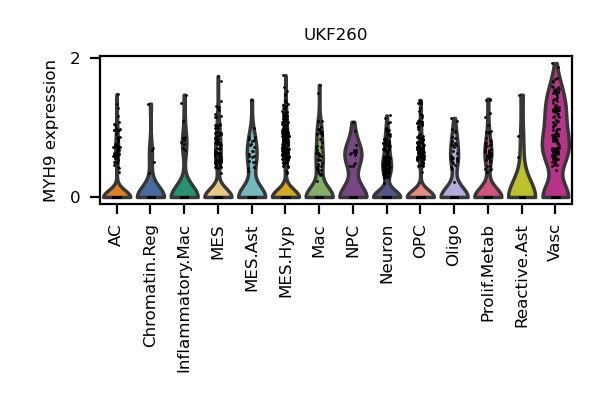 UKF260
MYH9 expression
2
0
AC
Chromatin.Reg
Inflammatory.Mac
MES
MES.Ast
MES.Hyp
Mac
NPC
Neuron
OPC
Oligo
Prolif.Metab
Reactive.Ast
Vasc